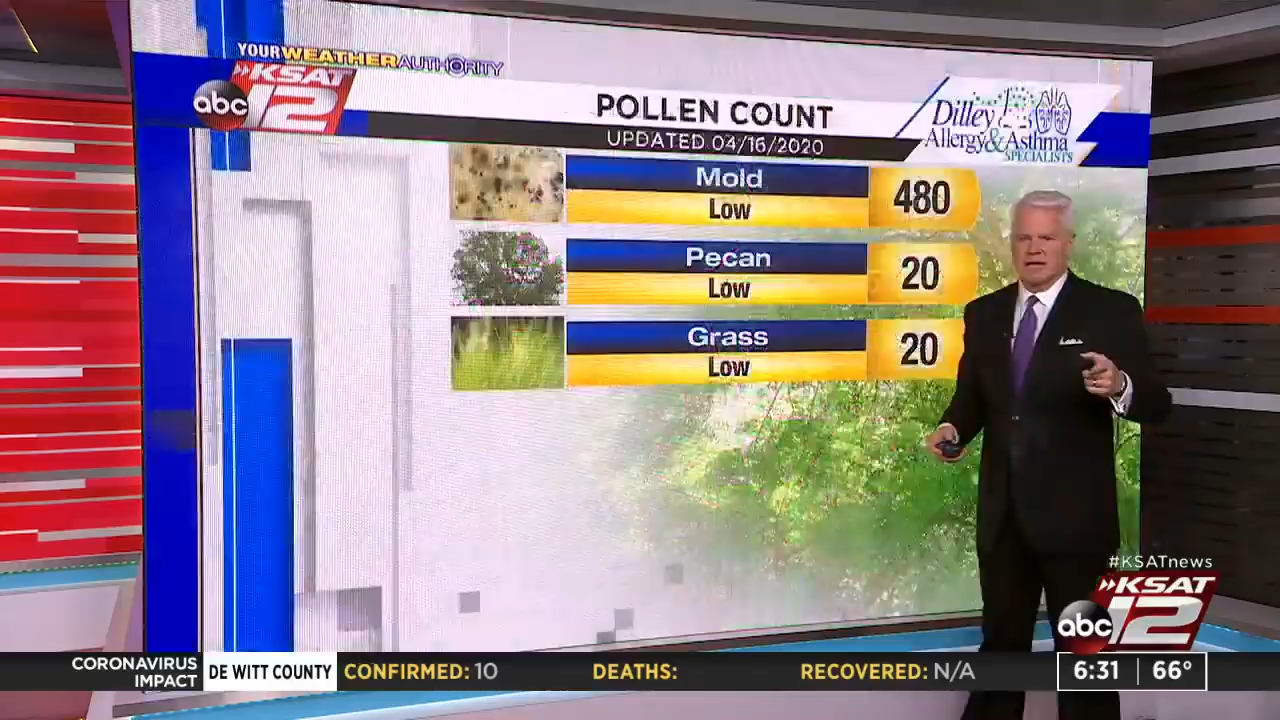 YOUR WEATHER AUTHORITY
»KSAT
abc 12
POLLEN COUNT
UPDATED 04/16/2020
Dilley
Allergy & Asthma
SPECIALISTS
Mold
Low
480
Pecan
Low
20
Grass
Low
20
#KSATnews
»KSAT
abc 12
CORONAVIRUS IMPACT
DE WITT COUNTY
CONFIRMED: 10
DEATHS:
RECOVERED: N/A
6:31
66°